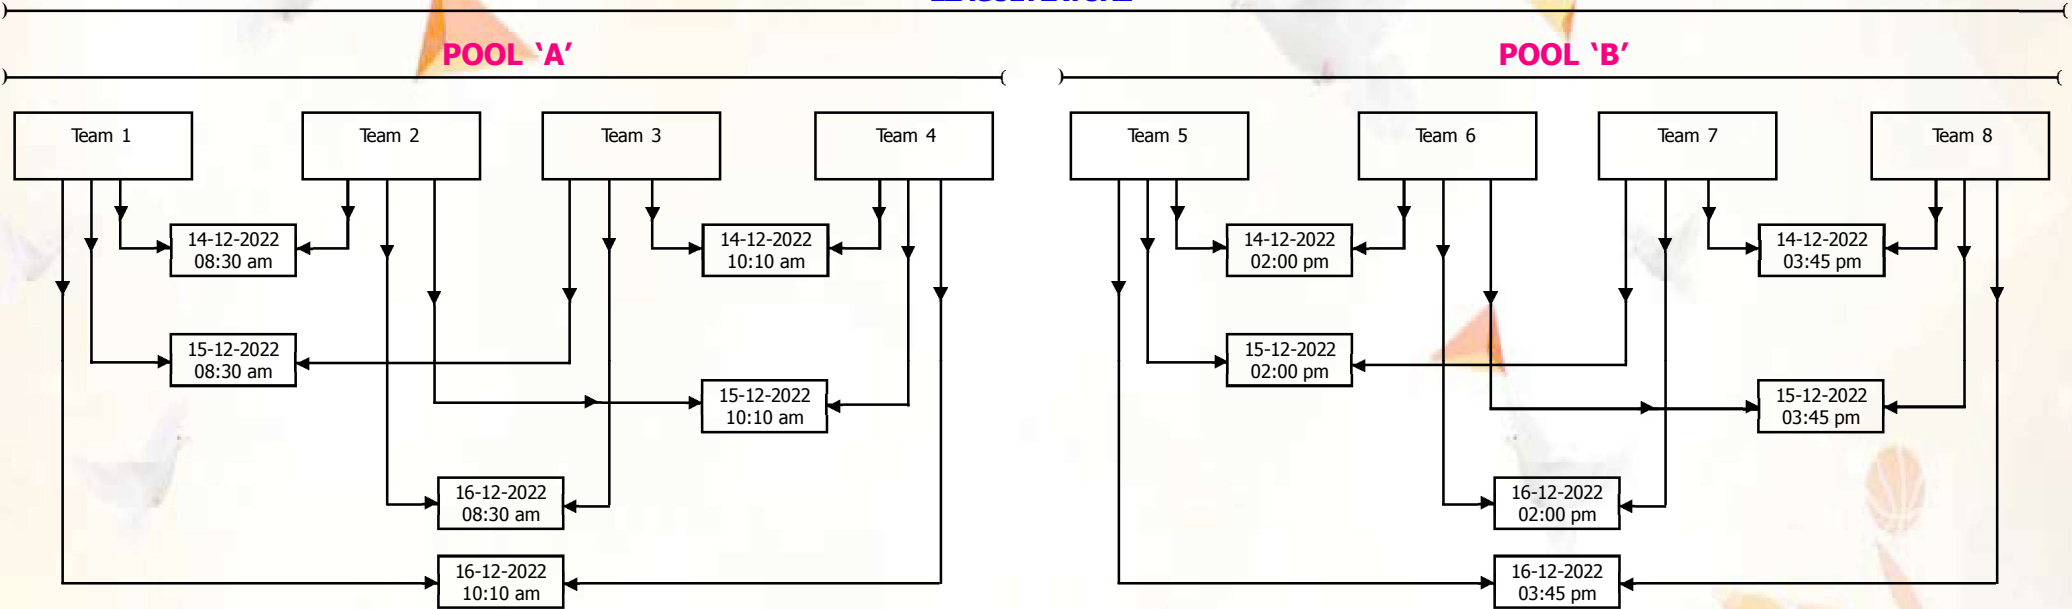 POOL ‘A’
POOL ‘B’
Team 1
Team 2
Team 3
Team 4
Team 5
Team 6
Team 7
Team 8
14-12-2022
08:30 am
14-12-2022
10:10 am
14-12-2022
02:00 pm
14-12-2022
03:45 pm
15-12-2022
08:30 am
15-12-2022
02:00 pm
15-12-2022
10:10 am
15-12-2022
03:45 pm
16-12-2022
08:30 am
16-12-2022
02:00 pm
16-12-2022
10:10 am
16-12-2022
03:45 pm